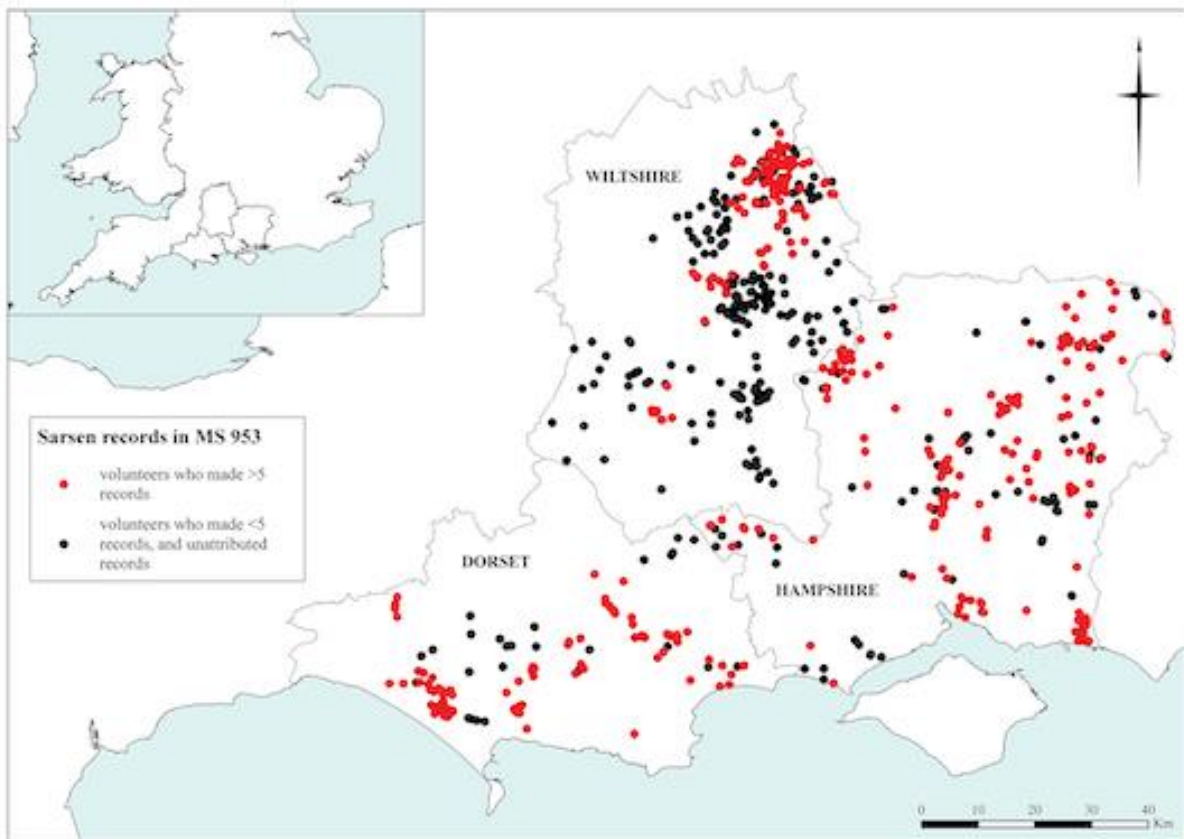 WILTSHIRE
Sarsen records in MS 953
volunteers who made >5
records
volunteers who made <5
records, and unattributed
records
DORSET
HAMPSHIRE
0 10 20 30 40
Km